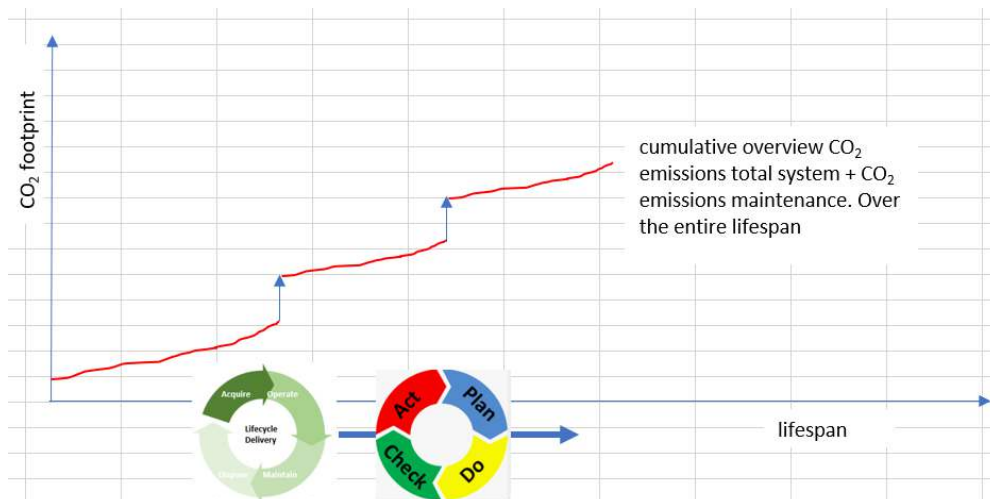 CO₂ footprint
cumulative overview CO₂
emissions total system + CO₂
emissions maintenance. Over
the entire lifespan
Acquire
Operate
Lifecycle
Delivery
Dispose
Maintain
Act
Plan
Check
Do
lifespan